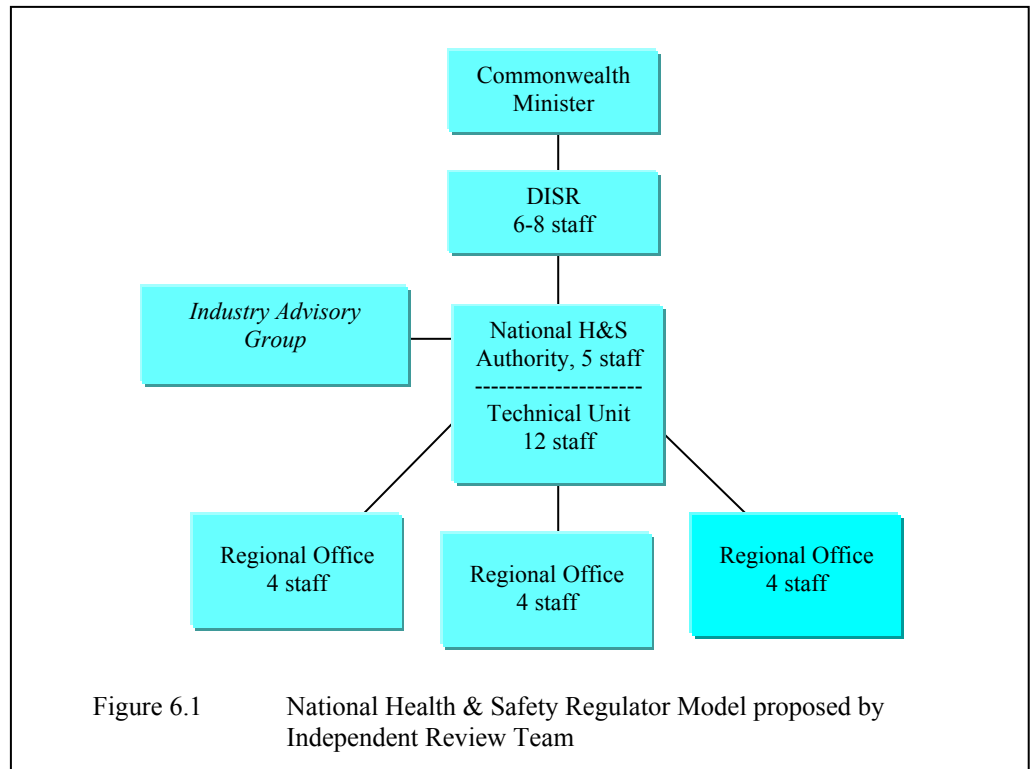 Commonwealth
Minister
DISR
6-8 staff
Industry Advisory
Group
National H&S
Authority, 5 staff
---------------------
Technical Unit
12 staff
Regional Office
4 staff
Regional Office
4 staff
Regional Office
4 staff
Figure 6.1 National Health & Safety Regulator Model proposed by
Independent Review Team